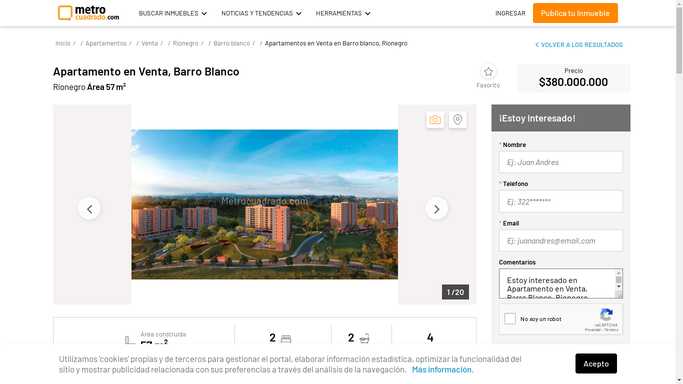 metro
cuadrado.com
BUSCAR INMUEBLES
NOTICIAS Y TENDENCIAS
HERRAMIENTAS
INGRESAR
Publica tu Inmueble
Inicio / / Apartamentos / / Venta / / Rionegro / / Barro blanco / / Apartamentos en Venta en Barro blanco, Rionegro
VOLVER A LOS RESULTADOS
Apartamento en Venta, Barro Blanco
Rionegro Area 57 m²
Favorito
Precio
$380.000.000
Metrocuadrado.com
1 /20
¡Estoy Interesado!
* Nombre
Ej: Juan Andres
* Telefono
Ej: 322*******
* Email
Ej: juanandres@email.com
Comentarios
Estoy interesado en
Apartamento en Venta,
Barro Blanco, Rionegro
No soy un robot
reCAPTCHA
Privacidad - Términos
Área construida
57 m²
2
2
4
Utilizamos 'cookies' propias y de terceros para gestionar el portal, elaborar información estadística, optimizar la funcionalidad del
sitio y mostrar publicidad relacionada con sus preferencias a través del análisis de la navegación. Más información.
Acepto